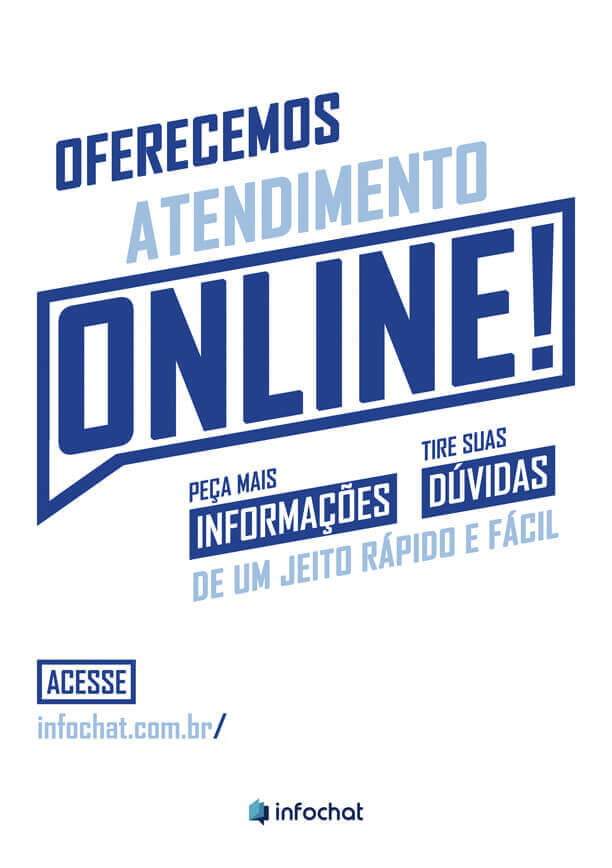 OFERECEMOS
ATENDIMENTO
ONLINE!
PEÇA MAIS
INFORMAÇÕES
TIRE SUAS
DÚVIDAS
DE UM JEITO RÁPIDO E FÁCIL
ACESSE
infochat.com.br/
infochat